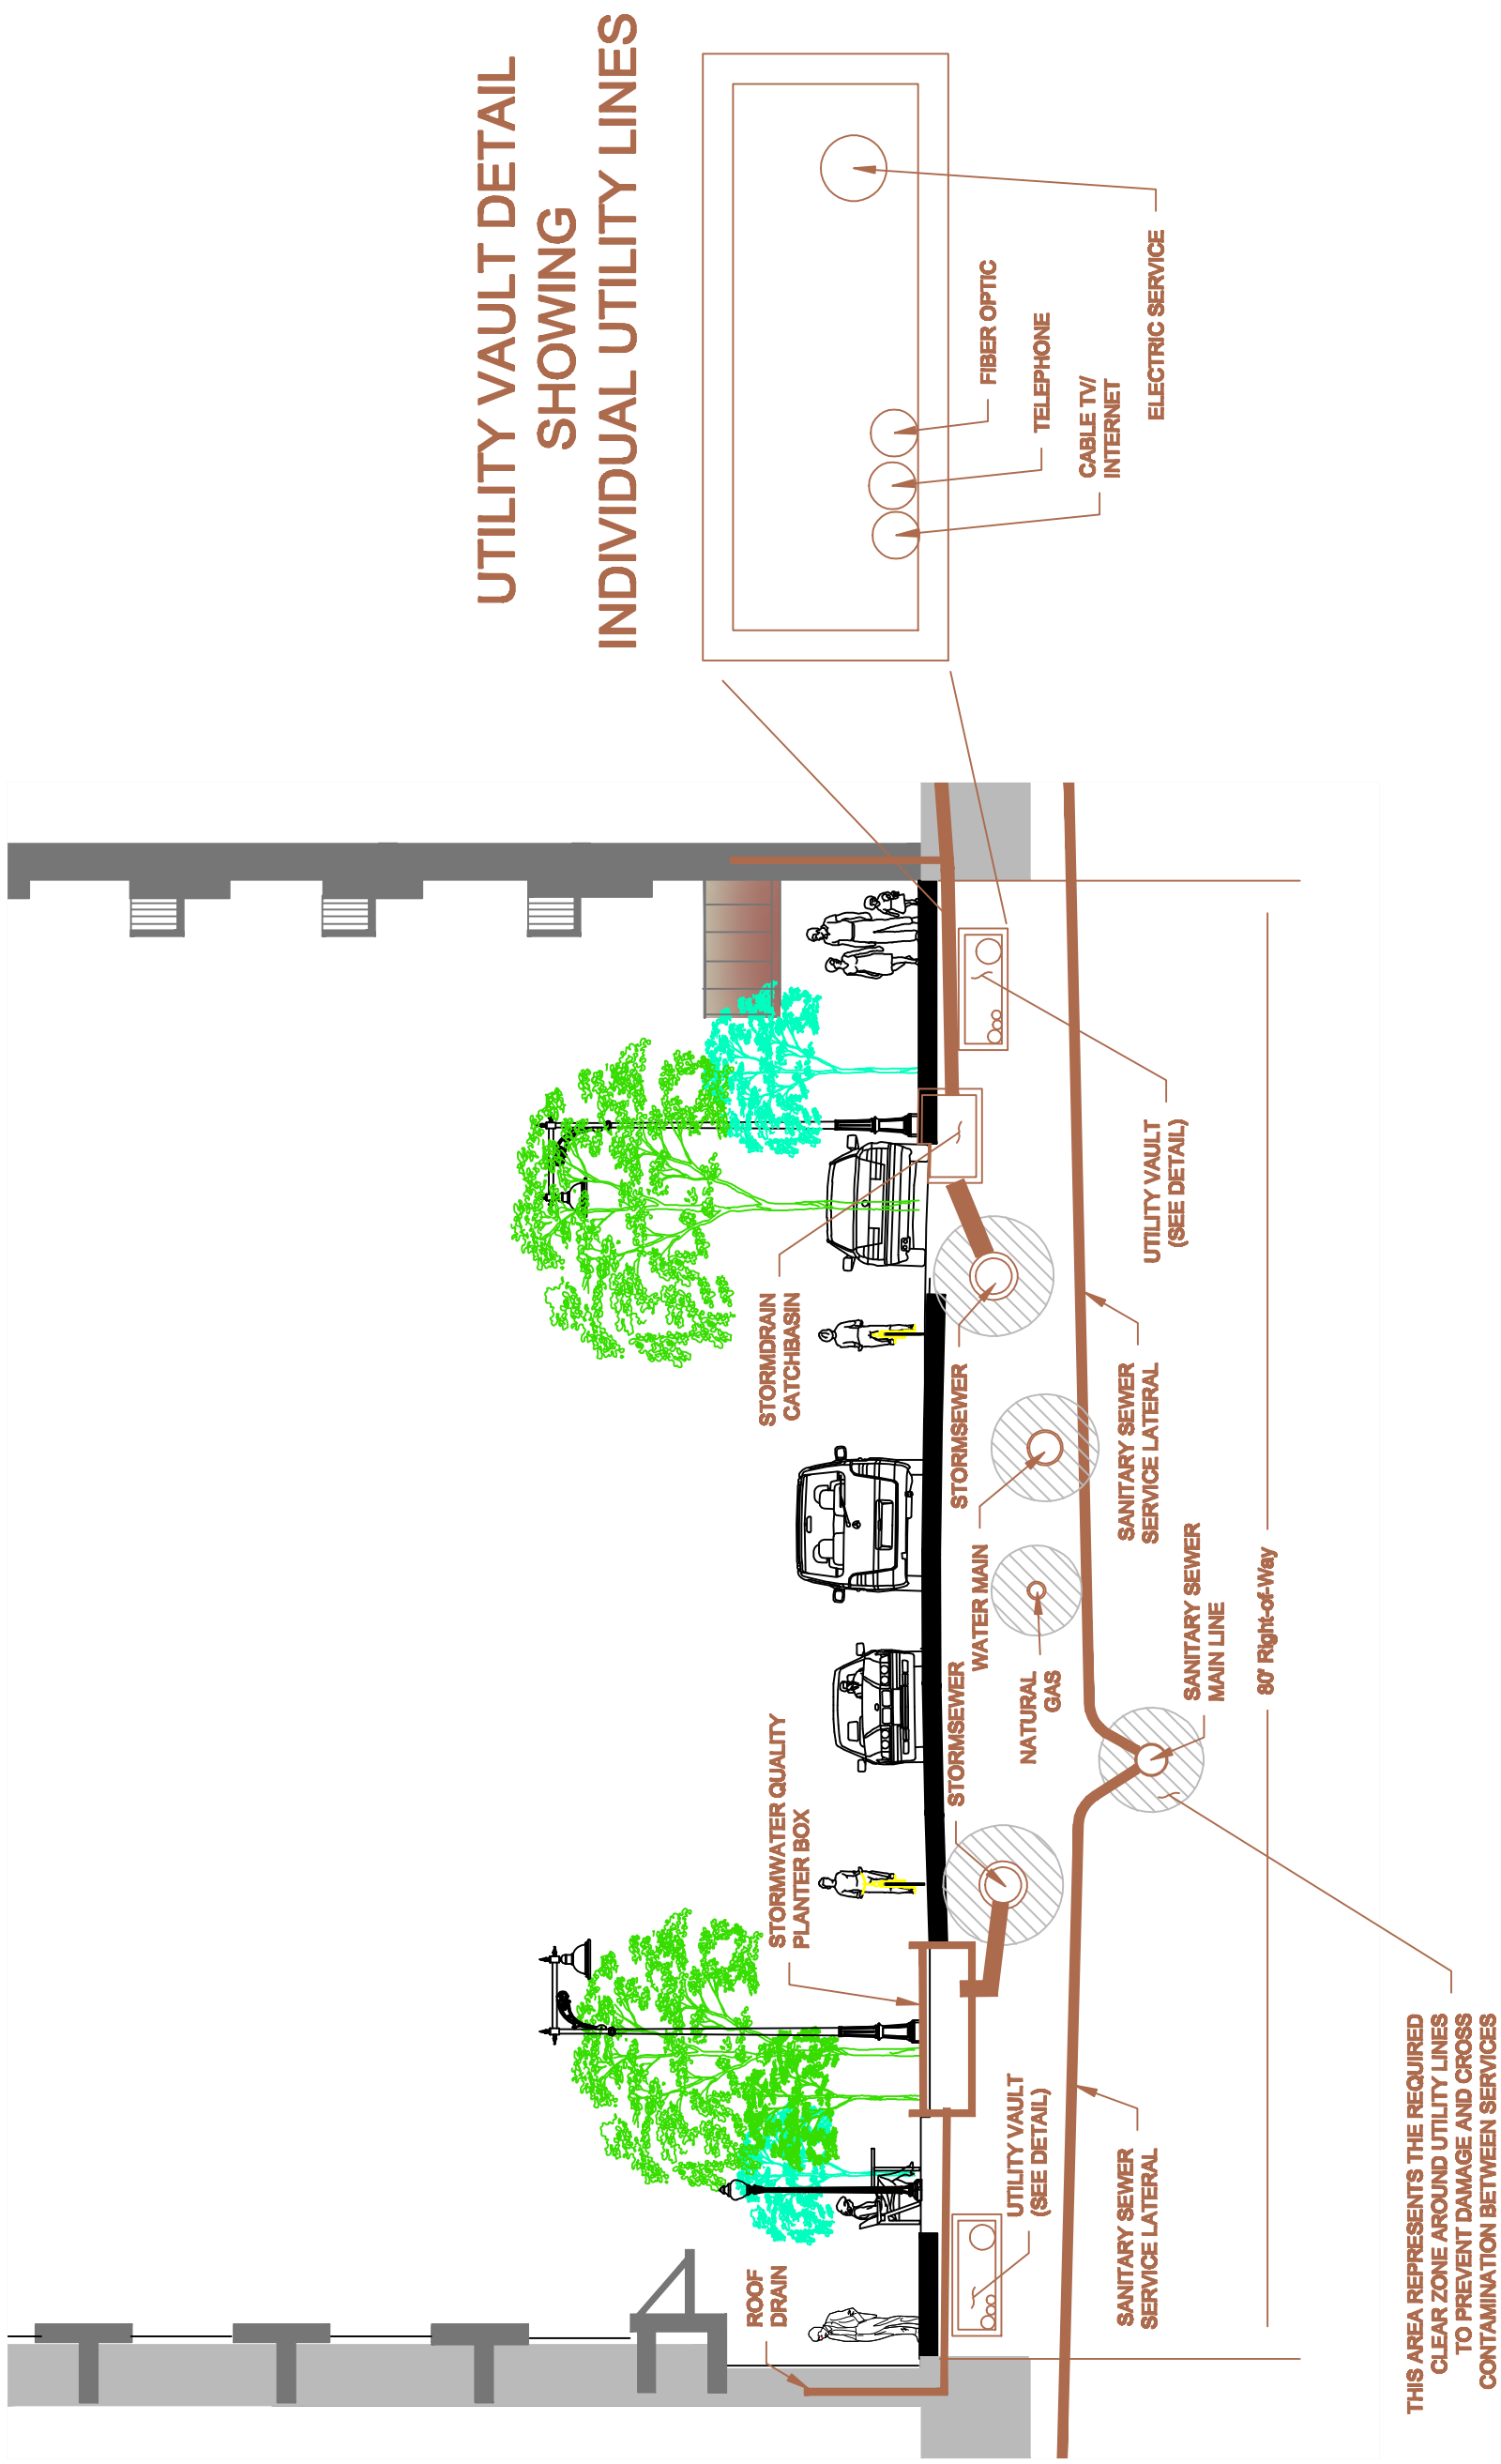 UTILITY VAULT DETAIL
SHOWING
INDIVIDUAL UTILITY LINES
FIBER OPTIC
TELEPHONE
CABLE TV/
INTERNET
ELECTRIC SERVICE
ROOF
DRAIN
STORMWATER QUALITY
PLANTER BOX
STORMDRAIN
CATCHBASIN
UTILITY VAULT
(SEE DETAIL)
STORMSEWER
NATURAL
GAS
WATER MAIN
STORMSEWER
UTILITY VAULT
(SEE DETAIL)
SANITARY SEWER
SERVICE LATERAL
SANITARY SEWER
MAIN LINE
SANITARY SEWER
SERVICE LATERAL
80' Right-of-Way
THIS AREA REPRESENTS THE REQUIRED
CLEAR ZONE AROUND UTILITY LINES
TO PREVENT DAMAGE AND CROSS
CONTAMINATION BETWEEN SERVICES